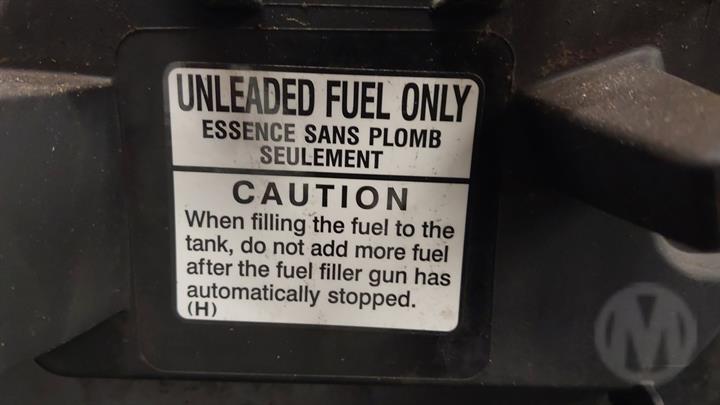 UNLEADED FUEL ONLY
ESSENCE SANS PLOMB
SEULEMENT
CAUTION
When filling the fuel to the
tank, do not add more fuel
after the fuel filler gun has
automatically stopped.
(H)
M